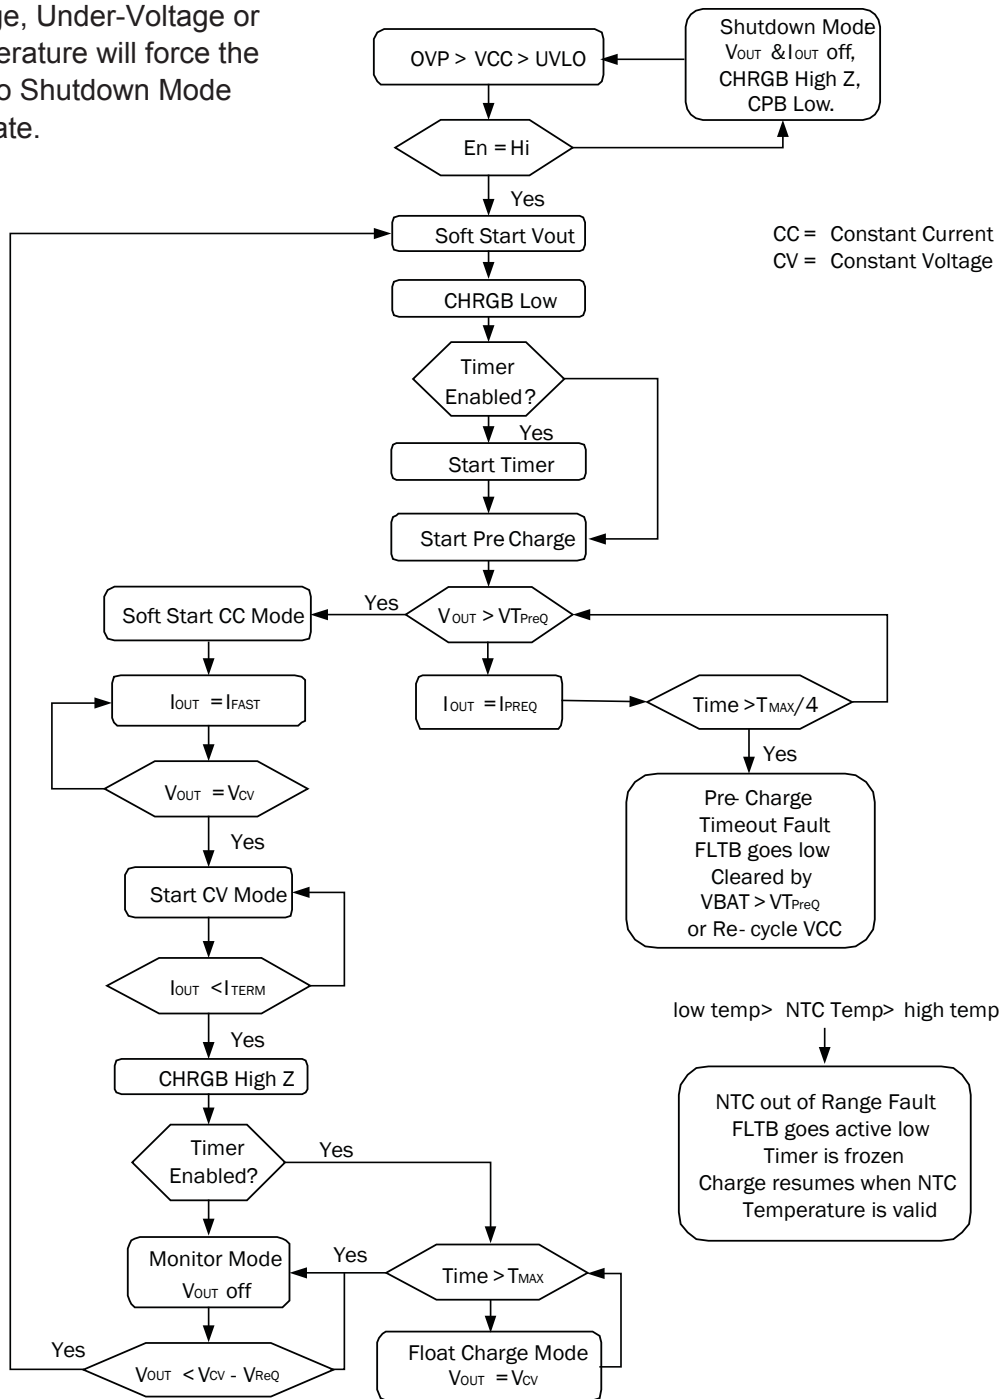 ge, Under-Voltage or
erature will force the
o Shutdown Mode
ate.
OVP > VCC > UVLO
Shutdown Mode
VOUT & IOUT off,
CHRGB High Z,
CPB Low.
En = Hi
Yes
Soft Start Vout
CC = Constant Current
CV = Constant Voltage
CHRGB Low
Timer
Enabled?
Yes
Start Timer
Start Pre Charge
Soft Start CC Mode
Yes
VOUT > VTPreQ
IOUT = IFAST
IOUT = IPREQ
Time > TMAX/4
Yes
VOUT = VCV
Yes
Pre- Charge
Timeout Fault
FLTB goes low
Cleared by
VBAT > VTPreQ
or Re- cycle VCC
Start CV Mode
IOUT < ITERM
Yes
low temp> NTC Temp> high temp
CHRGB High Z
NTC out of Range Fault
FLTB goes active low
Timer is frozen
Charge resumes when NTC
Temperature is valid
Timer
Enabled?
Yes
Monitor Mode
VOUT off
Yes
Time > TMAX
Yes
VOUT < VCV - VReQ
Float Charge Mode
VOUT = VCV